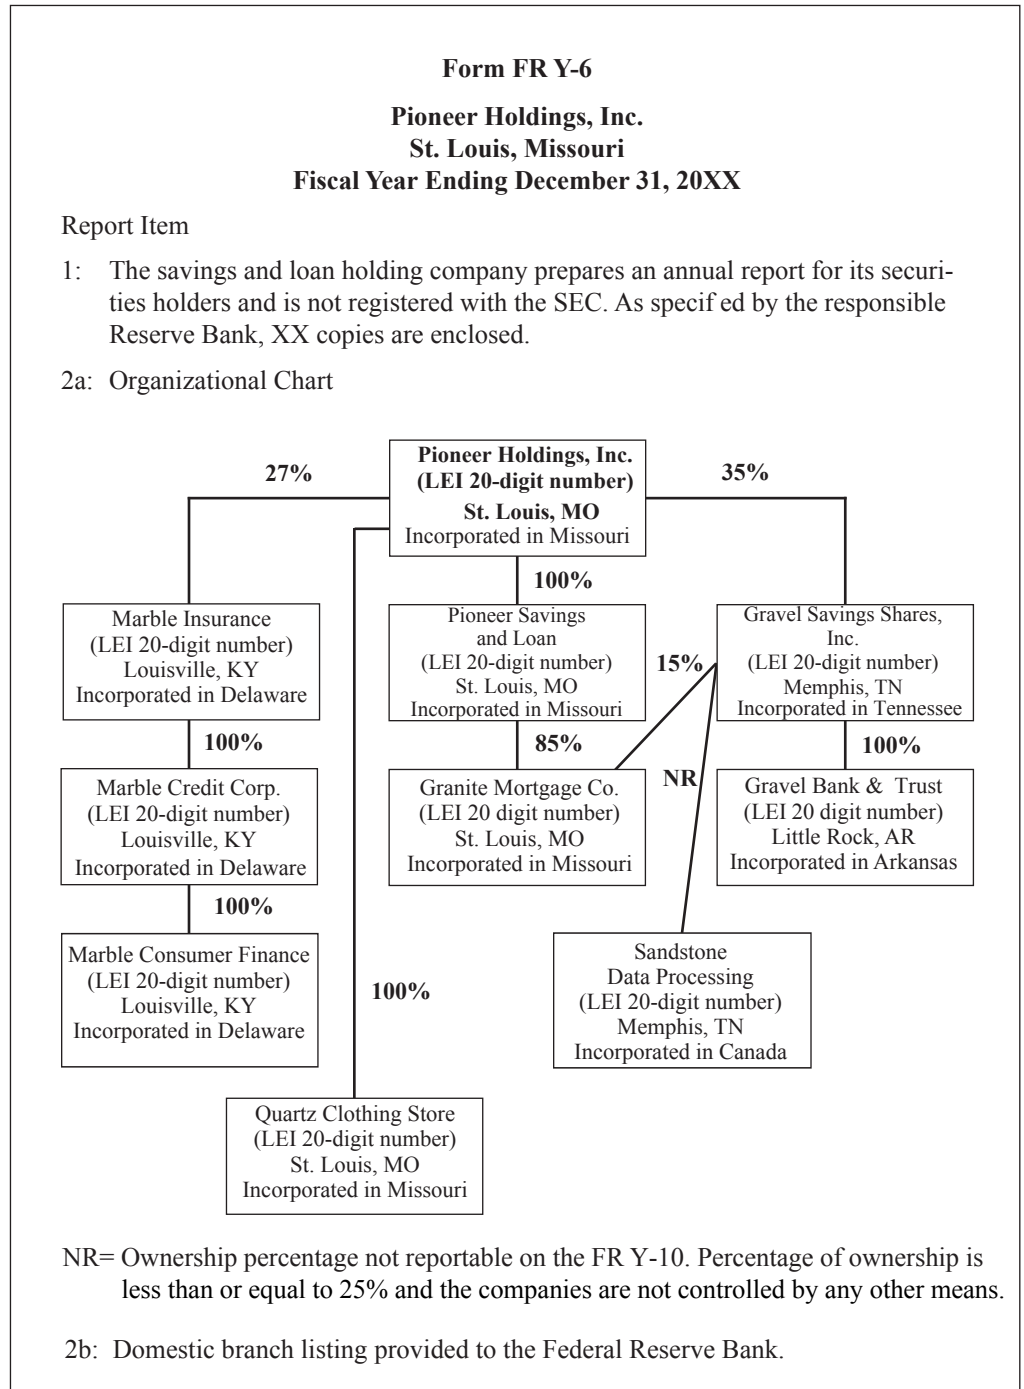 Form FR Y-6
Pioneer Holdings, Inc.
St. Louis, Missouri
Fiscal Year Ending December 31, 20XX
Report Item
1: The savings and loan holding company prepares an annual report for its securi-
ties holders and is not registered with the SEC. As specif ed by the responsible
Reserve Bank, XX copies are enclosed.
2a: Organizational Chart
Pioneer Holdings, Inc.
(LEI 20-digit number)
St. Louis, MO
Incorporated in Missouri
27%
35%
100%
Marble Insurance
(LEI 20-digit number)
Louisville, KY
Incorporated in Delaware
Pioneer Savings
and Loan
(LEI 20-digit number)
St. Louis, MO
Incorporated in Missouri
15%
Gravel Savings Shares,
Inc.
(LEI 20-digit number)
Memphis, TN
Incorporated in Tennessee
100%
85%
NR
100%
Marble Credit Corp.
(LEI 20-digit number)
Louisville, KY
Incorporated in Delaware
Granite Mortgage Co.
(LEI 20 digit number)
St. Louis, MO
Incorporated in Missouri
Gravel Bank & Trust
(LEI 20 digit number)
Little Rock, AR
Incorporated in Arkansas
100%
Marble Consumer Finance
(LEI 20-digit number)
Louisville, KY
Incorporated in Delaware
100%
Sandstone
Data Processing
(LEI 20-digit number)
Memphis, TN
Incorporated in Canada
Quartz Clothing Store
(LEI 20-digit number)
St. Louis, MO
Incorporated in Missouri
NR= Ownership percentage not reportable on the FR Y-10. Percentage of ownership is
less than or equal to 25% and the companies are not controlled by any other means.
2b: Domestic branch listing provided to the Federal Reserve Bank.